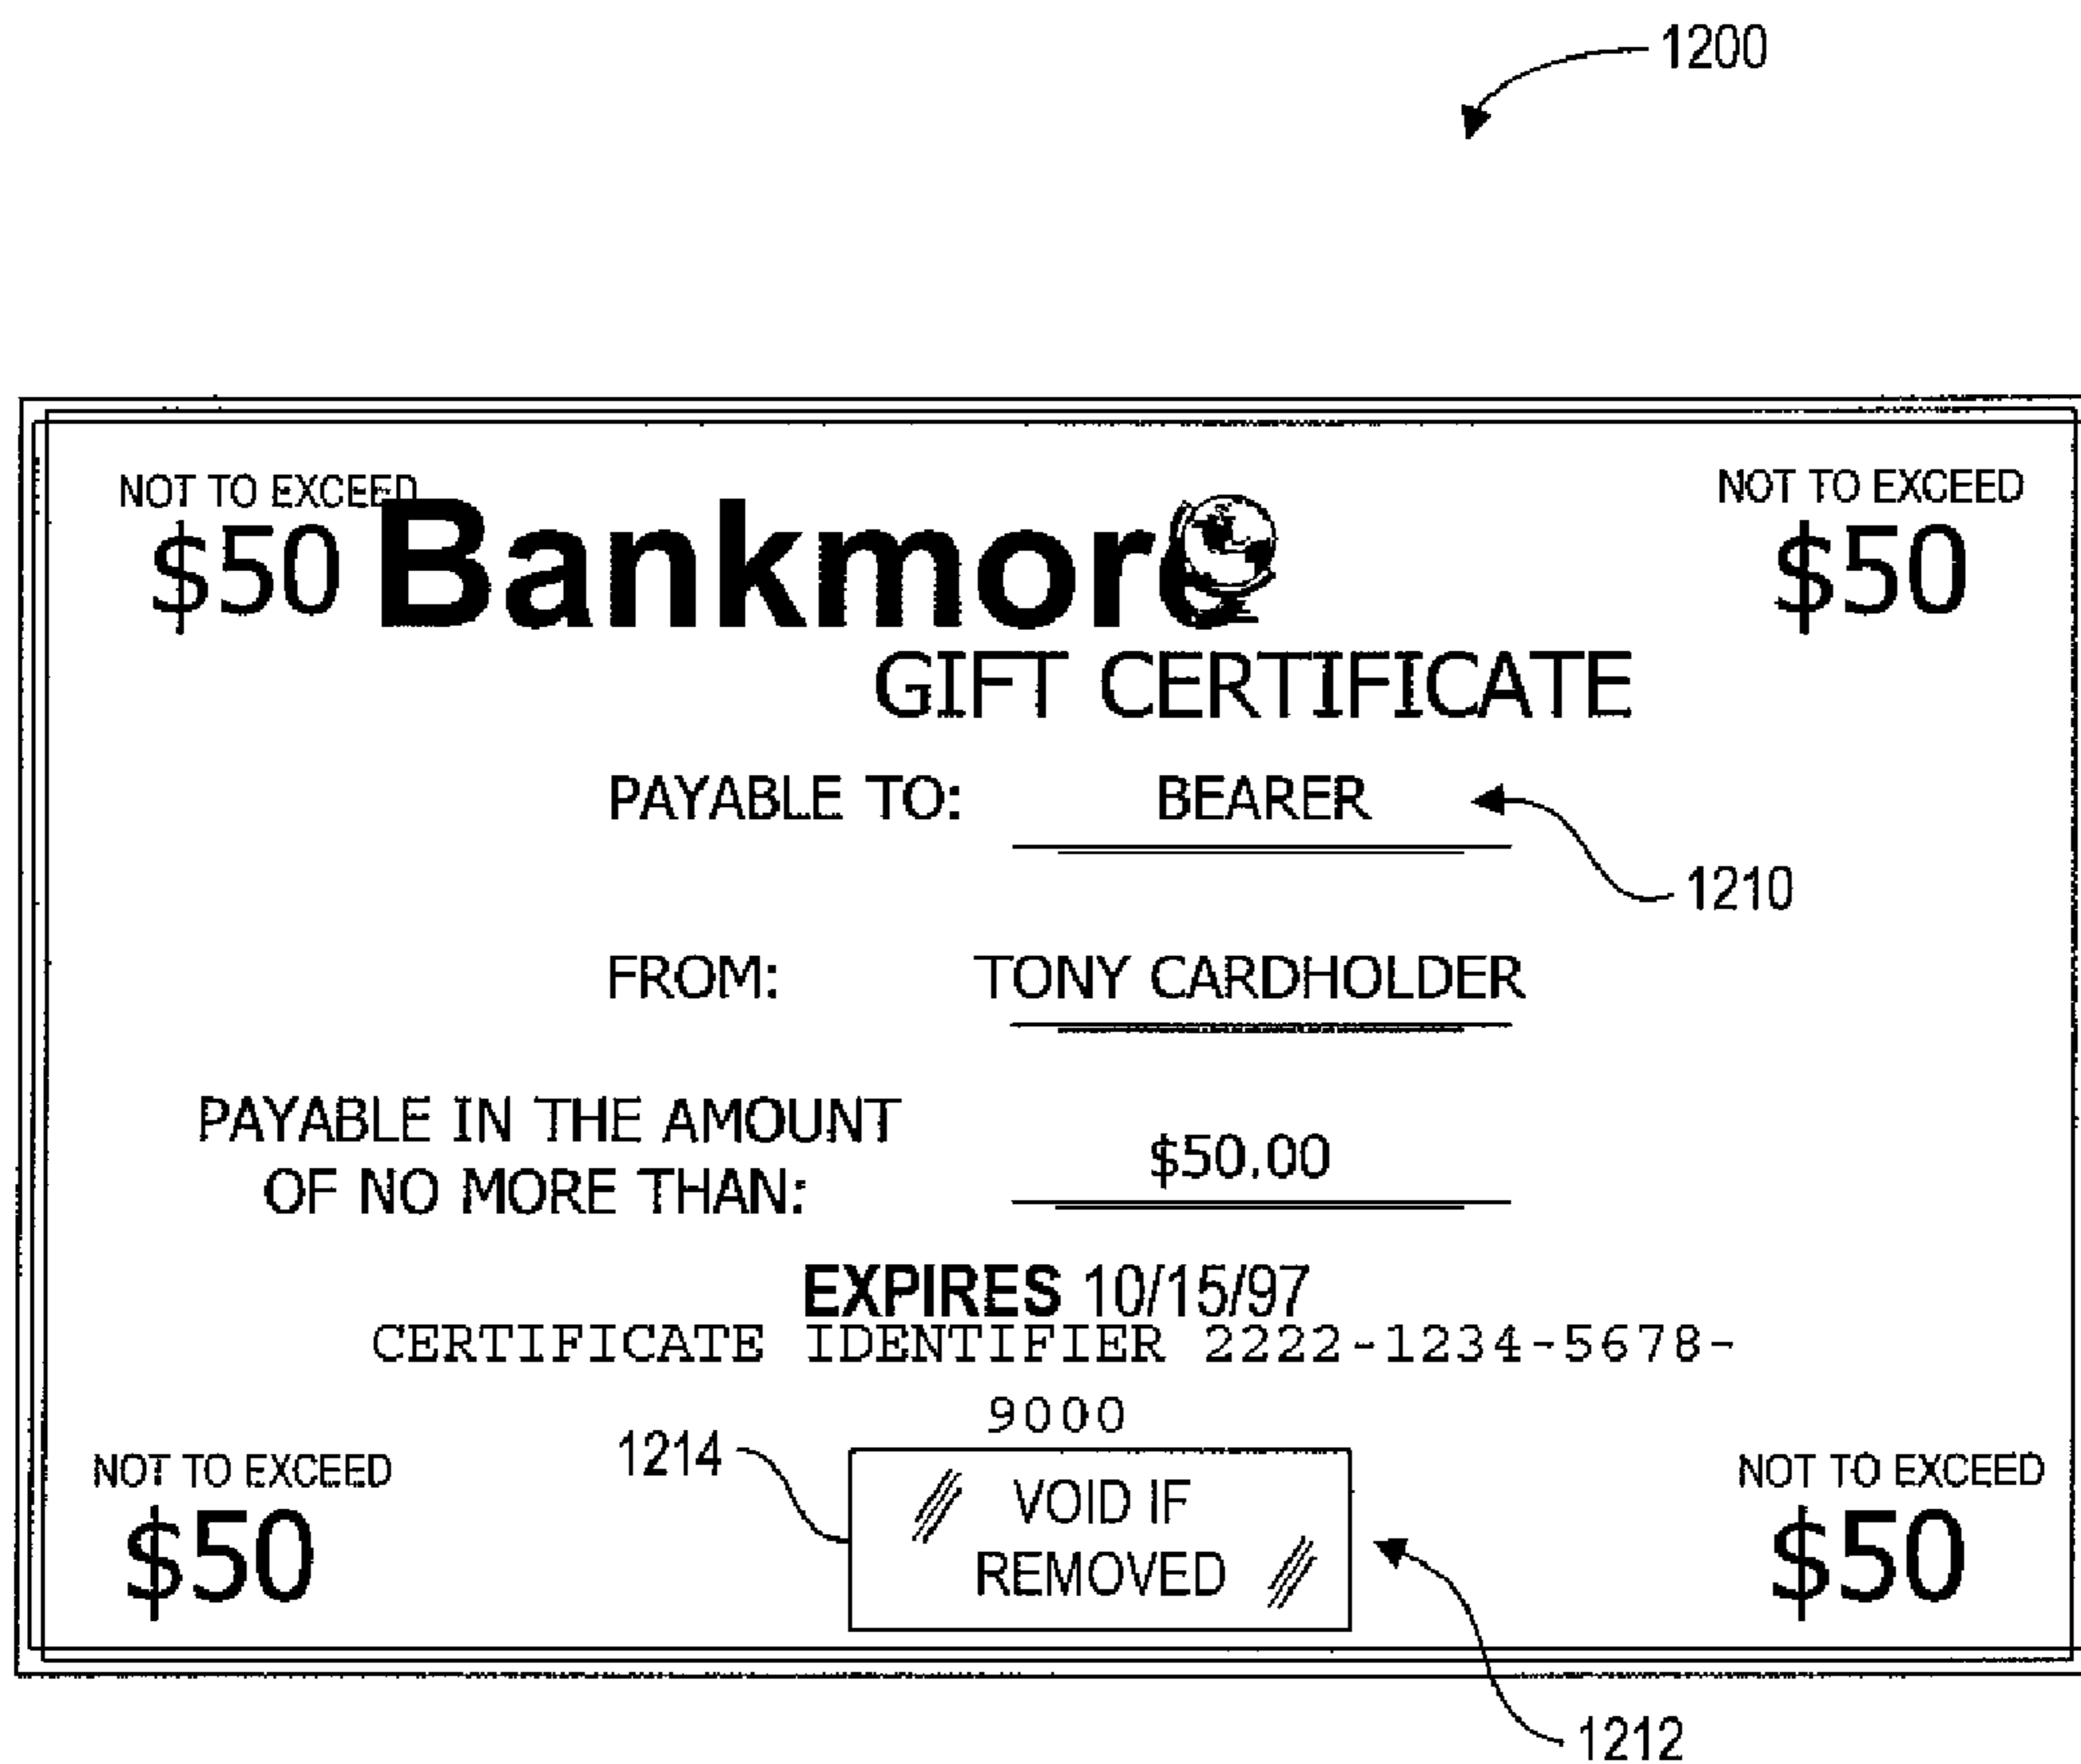 1200
NOT TO EXCEED
$50
Bankmore
NOT TO EXCEED
$50
GIFT CERTIFICATE
PAYABLE TO: BEARER
1210
FROM: TONY CARDHOLDER
PAYABLE IN THE AMOUNT
OF NO MORE THAN: $50.00
EXPIRES 10/15/97
CERTIFICATE IDENTIFIER 2222-1234-5678-
9000
1214
NOT TO EXCEED
$50
VOID IF
REMOVED
NOT TO EXCEED
$50
1212